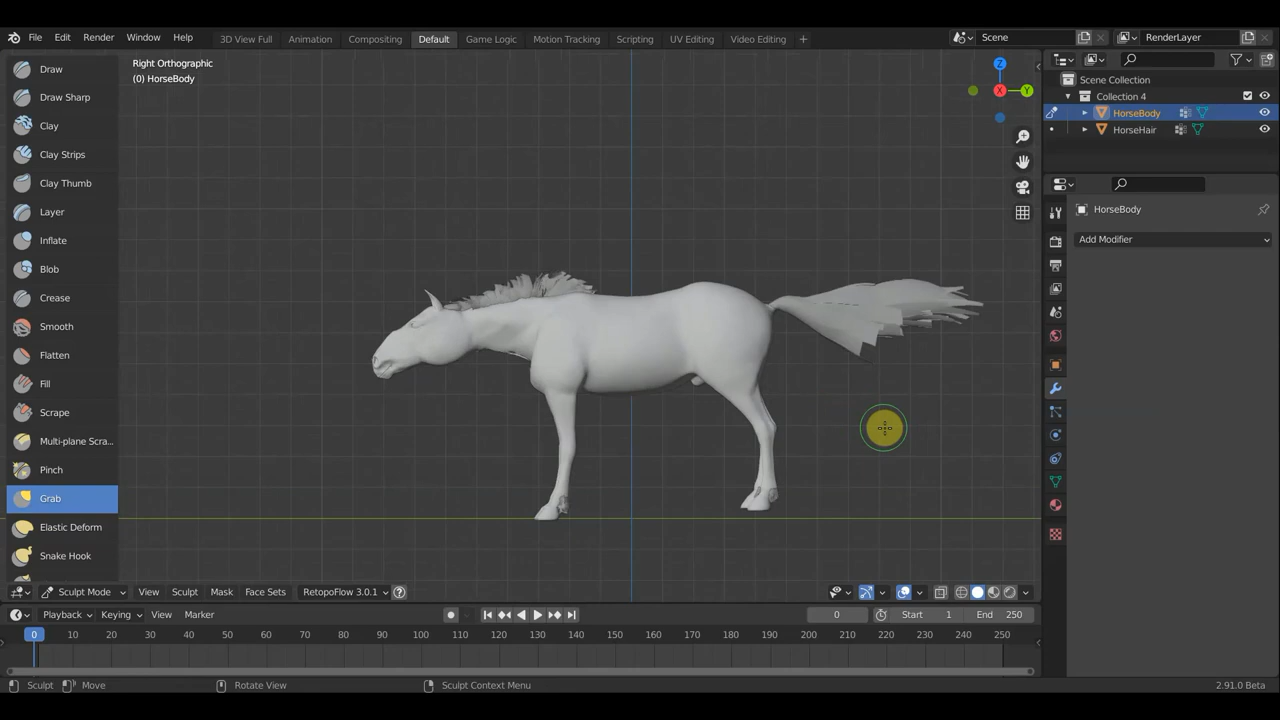 File Edit Render Window Help 3D View Full Animation Compositing Default Game Logic Motion Tracking Scripting UV Editing Video Editing + Scene RenderLayer
Right Orthographic
(0) HorseBody
Z
X
Y
Draw
Draw Sharp
Clay
Clay Strips
Clay Thumb
Layer
Inflate
Blob
Crease
Smooth
Flatten
Fill
Scrape
Multi-plane Scra...
Pinch
Grab
Elastic Deform
Snake Hook
Scene Collection
Collection 4
HorseBody
HorseHair
HorseBody
Add Modifier
Sculpt Mode View Sculpt Mask Face Sets RetopoFlow 3.0.1 ?
Playback Keying View Marker 0 Start 1 End 250
0 10 20 30 40 50 60 70 80 90 100 110 120 130 140 150 160 170 180 190 200 210 220 230 240 250
Sculpt Move Rotate View Sculpt Context Menu 2.91.0 Beta